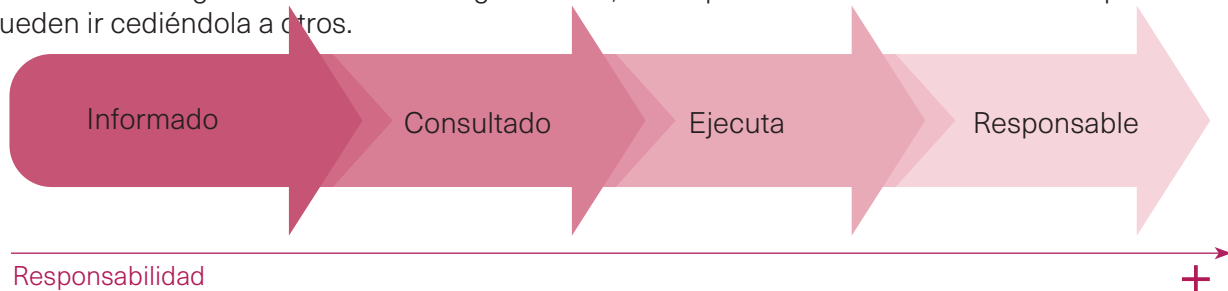 ueden ir cediéndola a otros.
Informado
Consultado
Ejecuta
Responsable
Responsabilidad
+